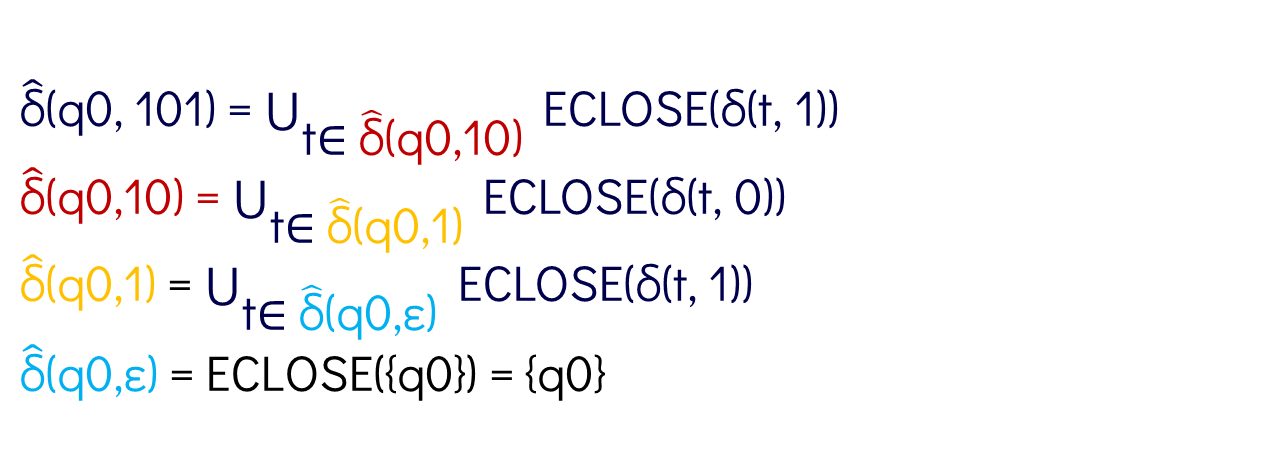 δ̂(q0, 101) = U t∈ δ̂(q0,10) ECLOSE(δ(t, 1))
δ̂(q0,10) = U t∈ δ̂(q0,1) ECLOSE(δ(t, 0))
δ̂(q0,1) = U t∈ δ̂(q0,ε) ECLOSE(δ(t, 1))
δ̂(q0,ε) = ECLOSE({q0}) = {q0}